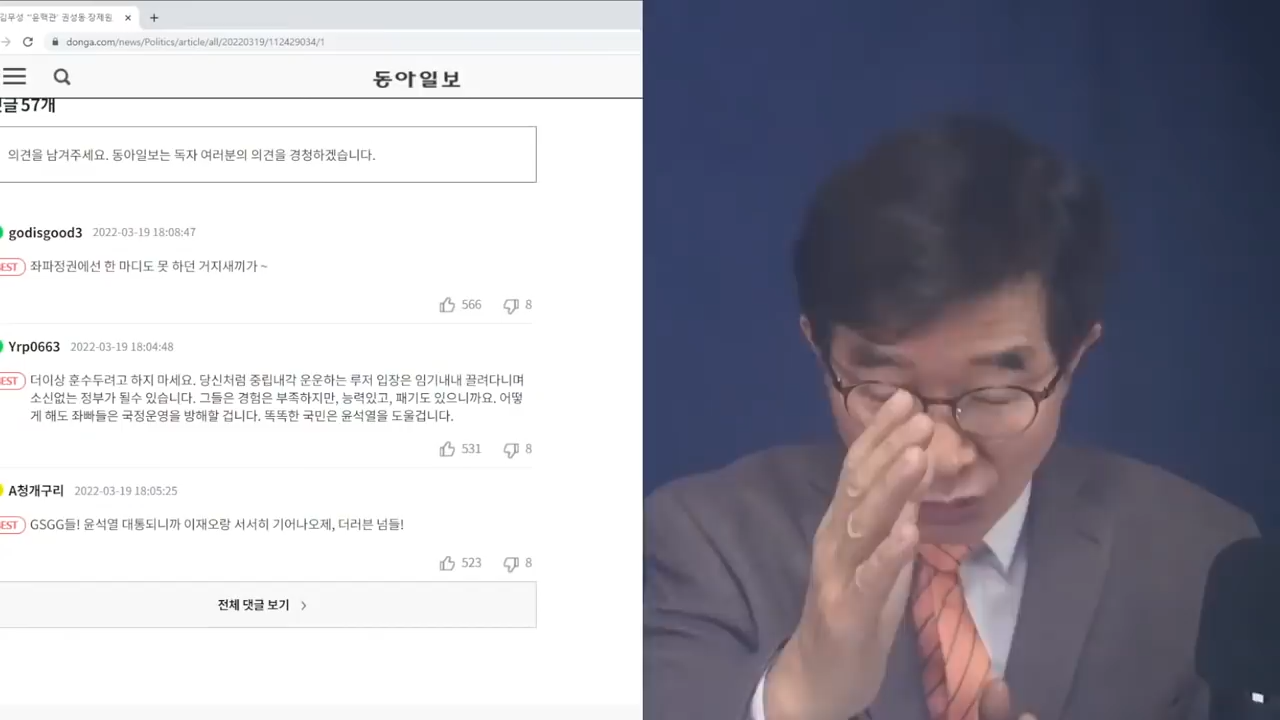 김무성 "'윤핵관' 권성동·장제원
donga.com/news/Politics/article/all/20220319/112429034/1
동아일보
댓글 57개
의견을 남겨주세요. 동아일보는 독자 여러분의 의견을 경청하겠습니다.
godisgood3 2022-03-19 18:08:47
BEST 좌파정권에선 한 마디도 못 하던 거지새끼가 ~
566 8
Yrp0663 2022-03-19 18:04:48
BEST 더이상 훈수두려고 하지 마세요. 당신처럼 중립내각 운운하는 루저 입장은 임기내내 끌려다니며
소신없는 정부가 될수 있습니다. 그들은 경험은 부족하지만, 능력있고, 패기도 있으니까요. 어떻
게 해도 좌빠들은 국정운영을 방해할 겁니다. 똑똑한 국민은 윤석열을 도울겁니다.
531 8
A청개구리 2022-03-19 18:05:25
BEST GSGG들! 윤석열 대통되니까 이재오랑 서서히 기어나오제, 더러븐 넘들!
523 8
전체 댓글 보기 >